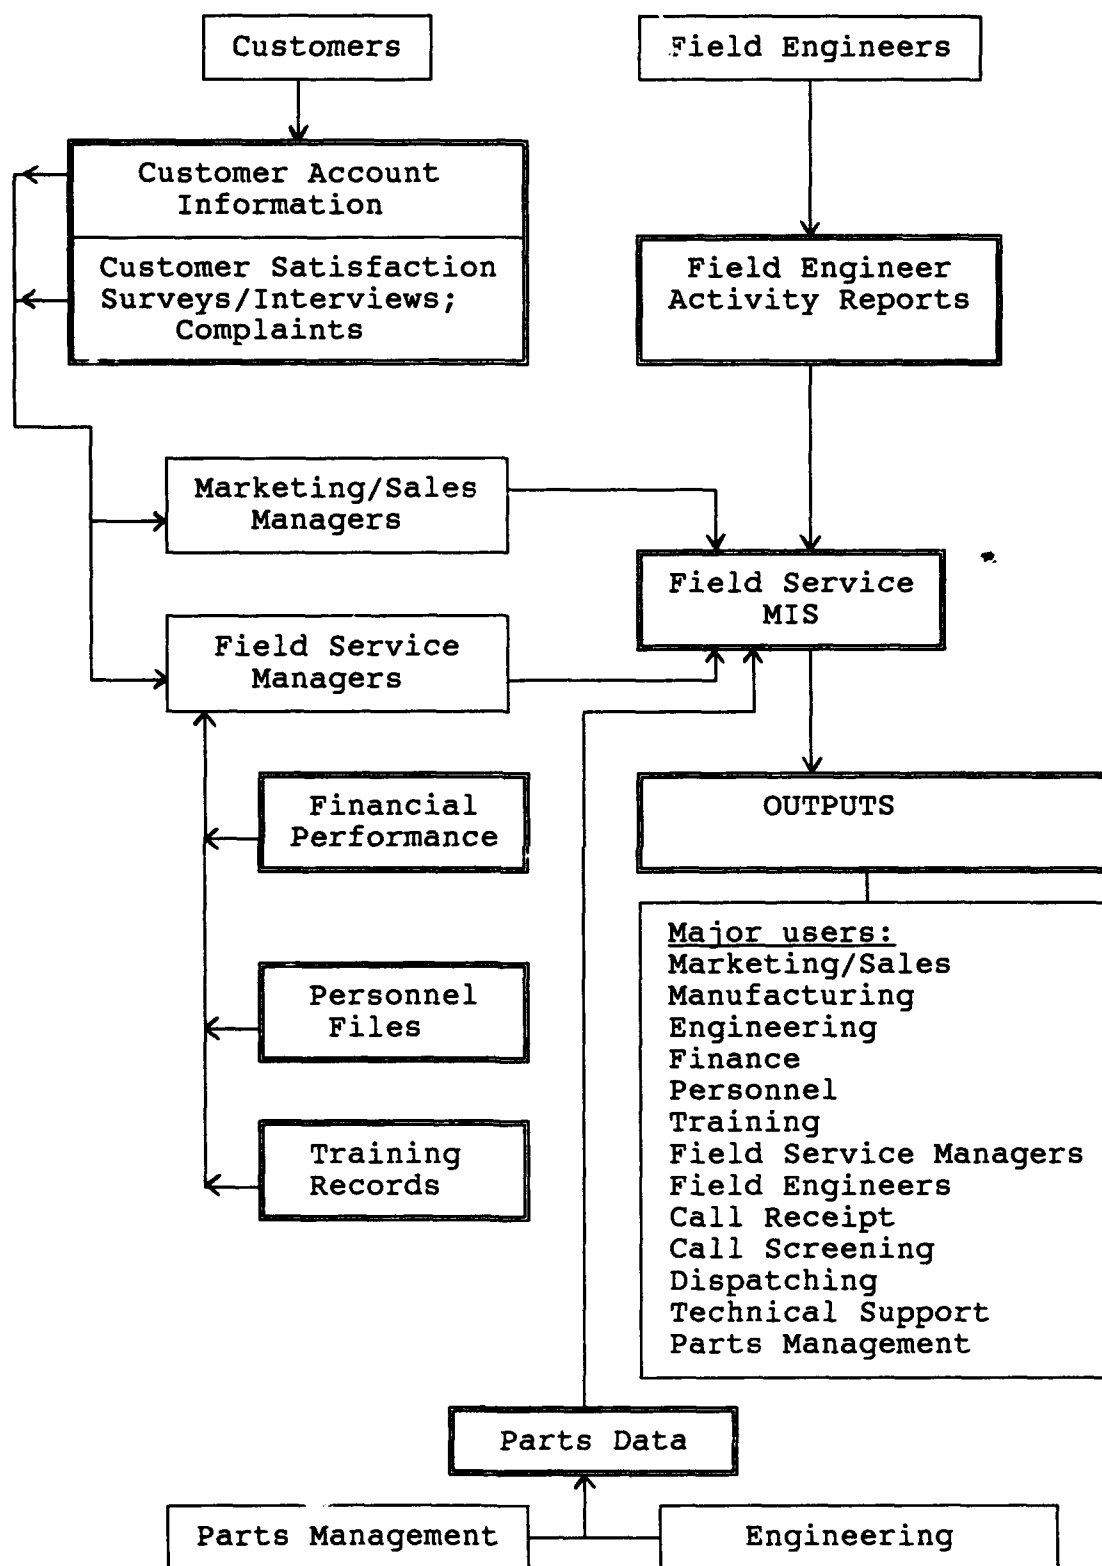 Customers
Field Engineers
Customer Account
Information
Customer Satisfaction
Surveys/Interviews;
Complaints
Field Engineer
Activity Reports
Marketing/Sales
Managers
Field Service
MIS
Field Service
Managers
Financial
Performance
OUTPUTS
Personnel
Files
Training
Records
Major users:
Marketing/Sales
Manufacturing
Engineering
Finance
Personnel
Training
Field Service Managers
Field Engineers
Call Receipt
Call Screening
Dispatching
Technical Support
Parts Management
Parts Data
Parts Management
Engineering